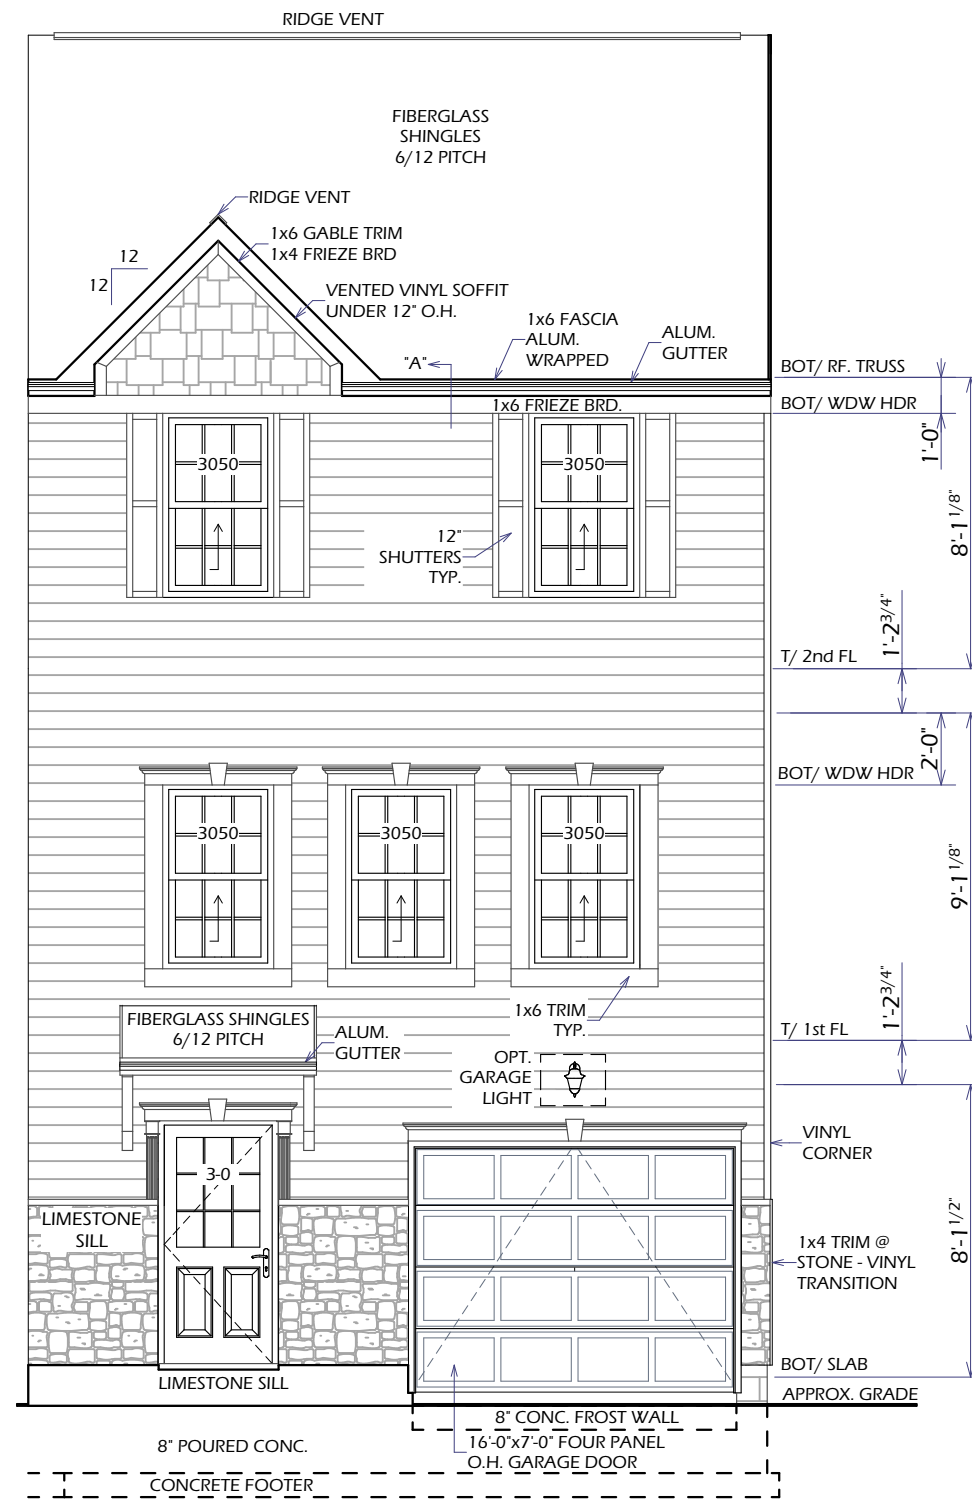 RIDGE VENT
FIBERGLASS
SHINGLES
6/12 PITCH
RIDGE VENT
1x6 GABLE TRIM
1x4 FRIEZE BRD
12
12
VENTED VINYL SOFFIT
UNDER 12" O.H.
1x6 FASCIA
ALUM.
WRAPPED
ALUM.
GUTTER
"A"
BOT/ RF. TRUSS
1x6 FRIEZE BRD.
BOT/ WDW HDR
1'-0"
8'-1 1/8"
3050
3050
12"
SHUTTERS
TYP.
1'-2 3/4"
T/ 2nd FL
2'-0"
BOT/ WDW HDR
3050
3050
3050
9'-1 1/8"
1'-2 3/4"
1x6 TRIM
TYP.
T/ 1st FL
FIBERGLASS SHINGLES
6/12 PITCH
ALUM.
GUTTER
OPT.
GARAGE
LIGHT
VINYL
CORNER
3-0
LIMESTONE
SILL
8'-1 1/2"
1x4 TRIM @
STONE - VINYL
TRANSITION
BOT/ SLAB
LIMESTONE SILL
APPROX. GRADE
8" CONC. FROST WALL
8" POURED CONC.
16'-0"x7'-0" FOUR PANEL
O.H. GARAGE DOOR
CONCRETE FOOTER